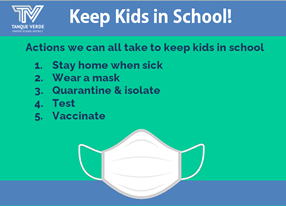 Keep Kids in School!
TANQUE VERDE
Actions we can all take to keep kids in school
1. Stay home when sick
2. Wear a mask
3. Quarantine & isolate
4. Test
5. Vaccinate